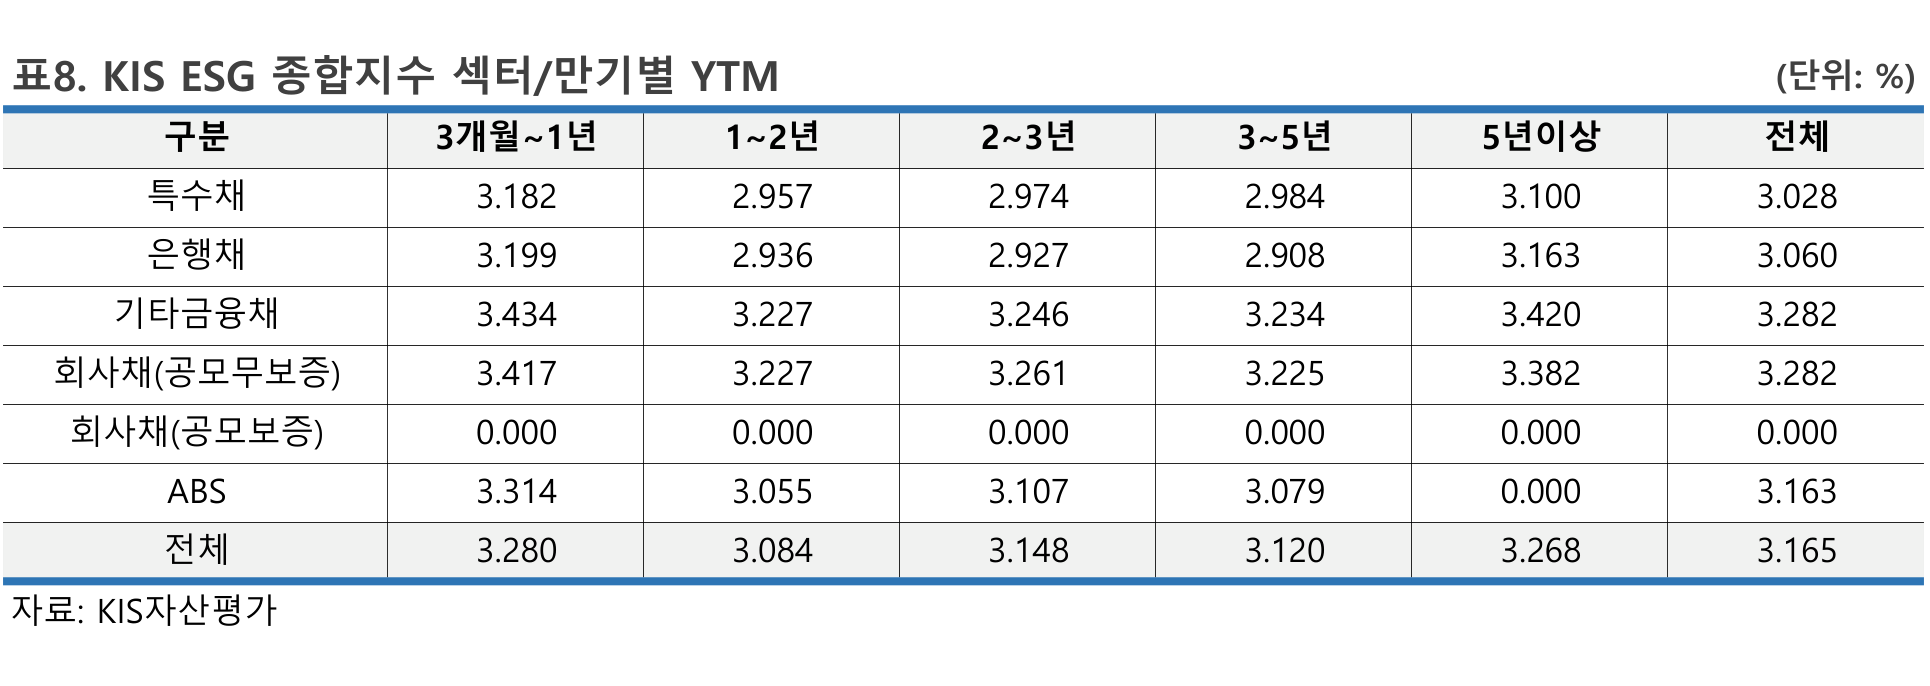 표8. KIS ESG 종합지수 섹터/만기별 YTM (단위: %)
구분 3개월~1년 1~2년 2~3년 3~5년 5년이상 전체
특수채 3.182 2.957 2.974 2.984 3.100 3.028
은행채 3.199 2.936 2.927 2.908 3.163 3.060
기타금융채 3.434 3.227 3.246 3.234 3.420 3.282
회사채(공모무보증) 3.417 3.227 3.261 3.225 3.382 3.282
회사채(공모보증) 0.000 0.000 0.000 0.000 0.000 0.000
ABS 3.314 3.055 3.107 3.079 0.000 3.163
전체 3.280 3.084 3.148 3.120 3.268 3.165
자료: KIS자산평가